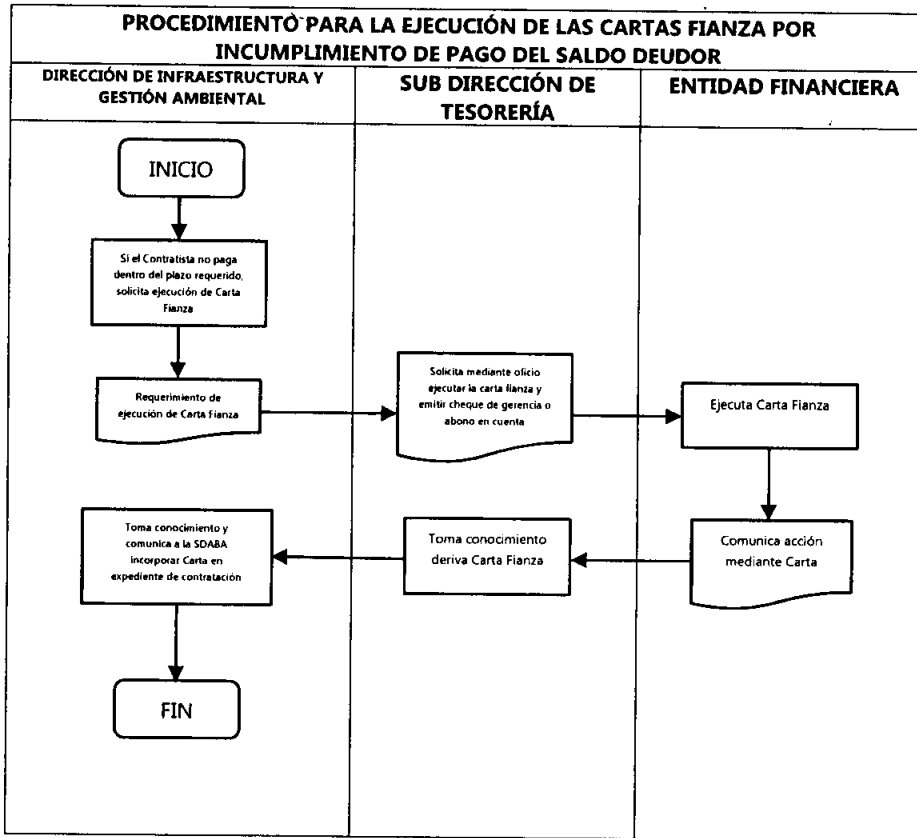 PROCEDIMIENTO PARA LA EJECUCIÓN DE LAS CARTAS FIANZA POR
INCUMPLIMIENTO DE PAGO DEL SALDO DEUDOR
DIRECCIÓN DE INFRAESTRUCTURA Y
GESTIÓN AMBIENTAL
SUB DIRECCIÓN DE
TESORERÍA
ENTIDAD FINANCIERA
INICIO
Si el Contratista no paga
dentro del plazo requerido,
solicita ejecución de Carta
Fianza
Requerimiento de
ejecución de Carta Fianza
Solicita mediante oficio
ejecutar la carta fianza y
emitir cheque de gerencia o
abono en cuenta
Ejecuta Carta Fianza
Comunica acción
mediante Carta
Toma conocimiento
deriva Carta Fianza
Toma conocimiento y
comunica a la SDABA
incorporar Carta en
expediente de contratación
FIN